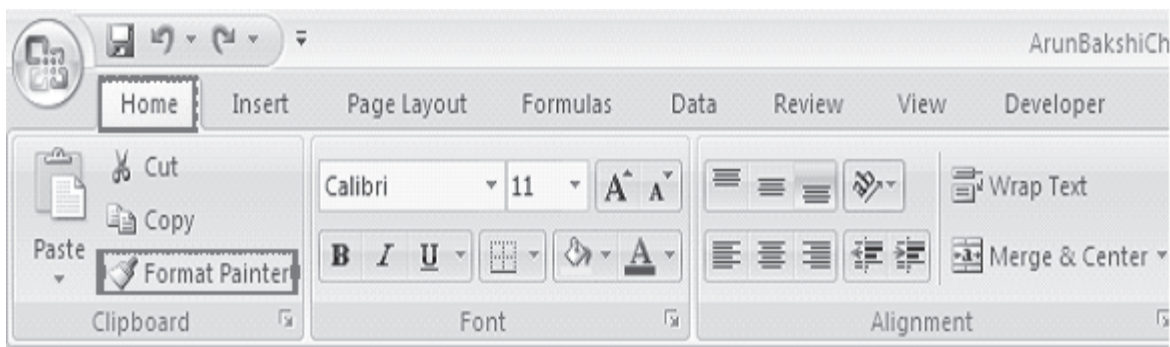 ArunBakshiCh
Home Insert Page Layout Formulas Data Review View Developer
Cut
Calibri 11 A A Wrap Text
Copy
Paste
Format Painter B I U A Merge & Center
Clipboard Font Alignment